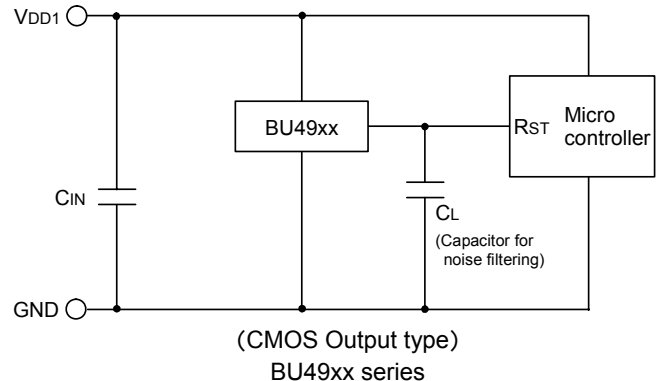 VDD1
BU49xx
RST
Micro
controller
CIN
CL
(Capacitor for
noise filtering)
GND
(CMOS Output type)
BU49xx series